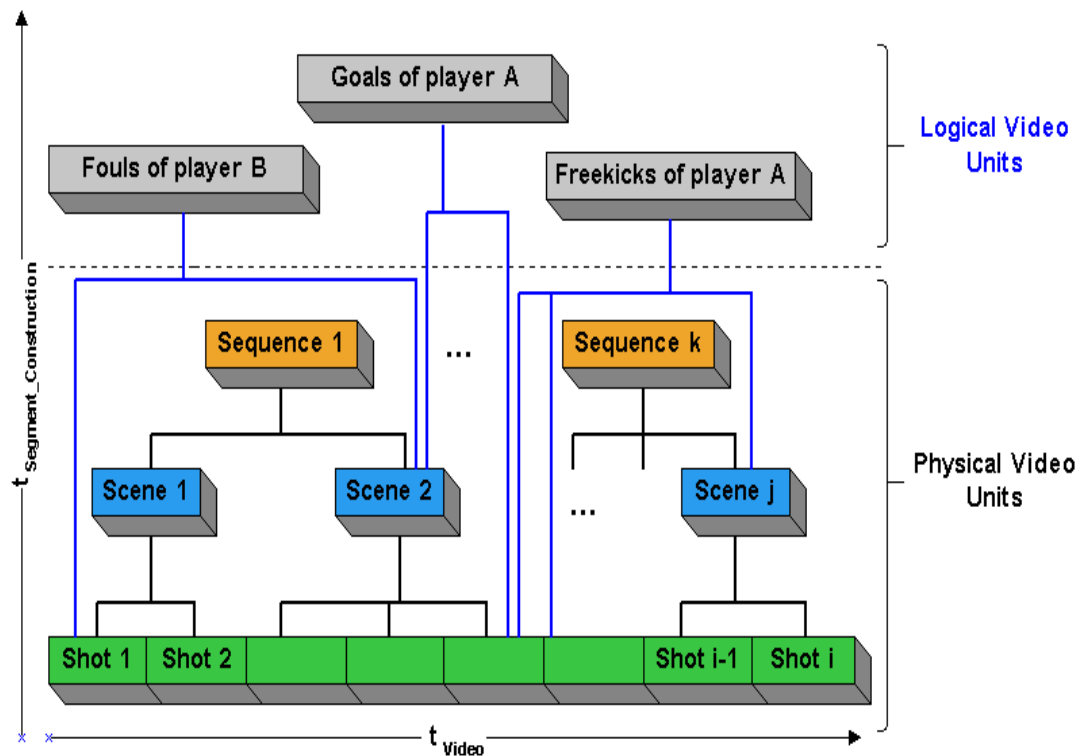 Goals of player A
Logical Video
Units
Fouls of player B
Freekicks of player A
t Segment_Construction
Sequence 1
...
Sequence k
Physical Video
Units
Scene 1
Scene 2
...
Scene j
Shot 1
Shot 2
Shot i-1
Shot i
t Video